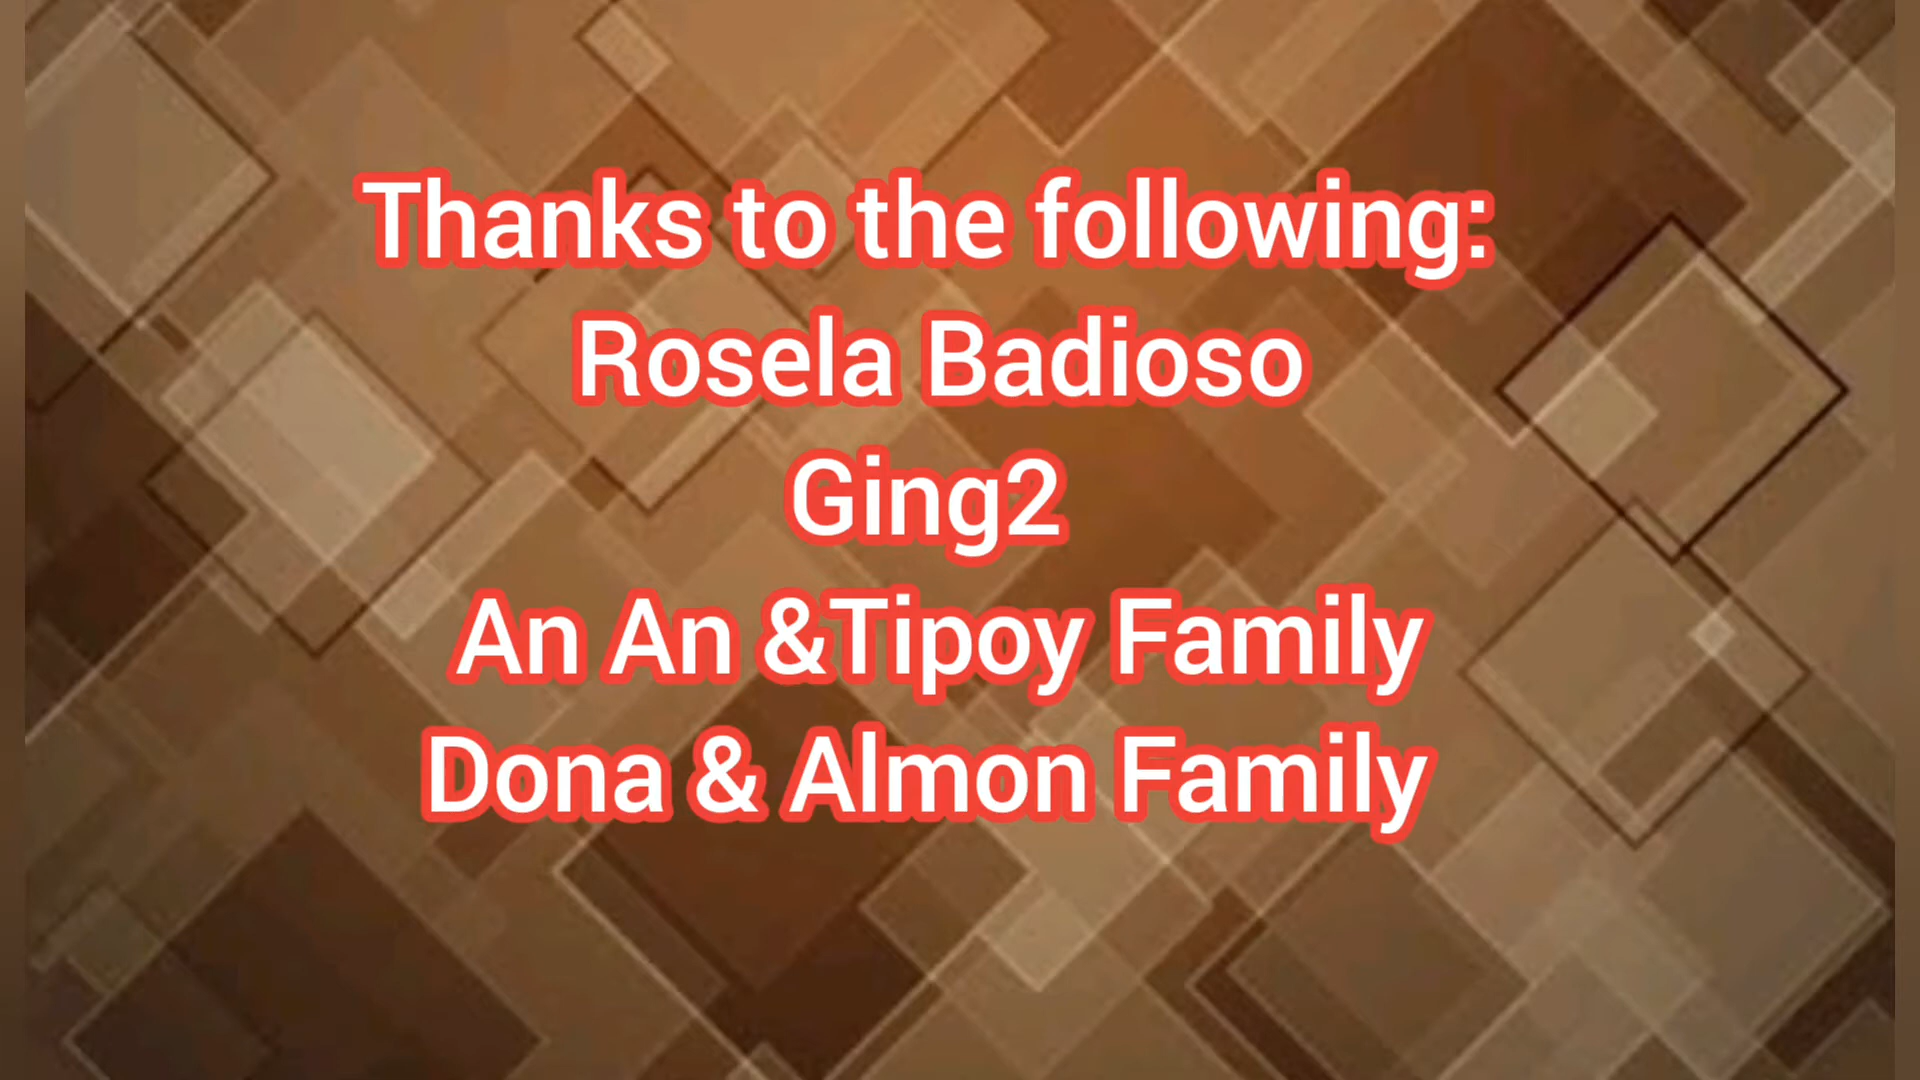 Thanks to the following:
Rosela Badioso
Ging2
An An &Tipoy Family
Dona & Almon Family